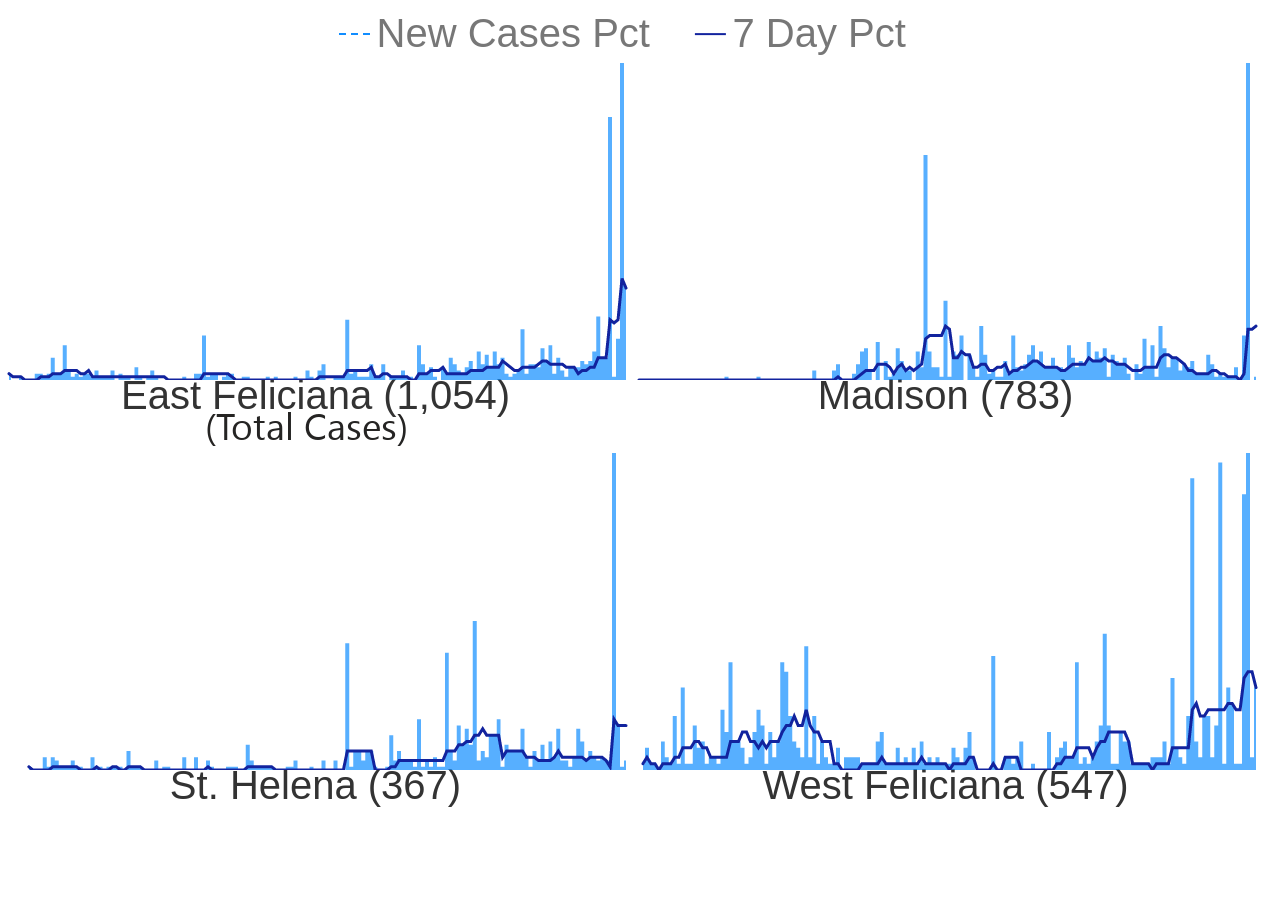 New Cases Pct 7 Day Pct
East Feliciana (1,054)
(Total Cases)
Madison (783)
St. Helena (367)
West Feliciana (547)